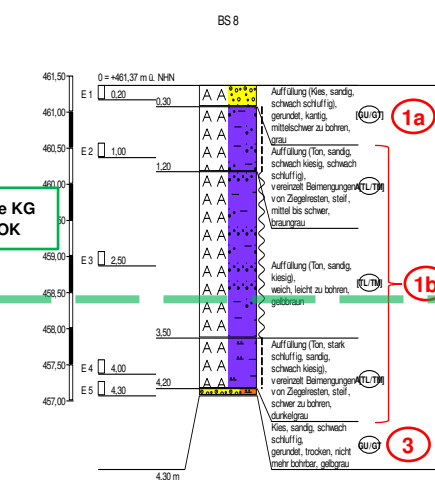 BS 8
0 = +461,37 m ü. NHN
461,50
461,00
460,50
459,00
458,50
458,00
457,50
457,00
E 1 0,20
0,30
E 2 1,00
1,20
E 3 2,50
3,50
E 4 4,00
4,20
E 5 4,30
4.30 m
e KG
OK
Auffüllung (Kies, sandig,
schwach schluffig),
gerundet, kantig,
mittelschwer zu bohren,
grau
[GU/GT]
1a
Auffüllung (Ton, sandig,
schwach kiesig, schwach
schluffig),
vereinzelt Beimengungen
von Ziegelresten, steif,
mittel bis schwer,
braungrau
[TL/TM]
Auffüllung (Ton, sandig,
kiesig),
weich, leicht zu bohren,
gelbbraun
[TL/TM]
1b
Auffüllung (Ton, stark
schluffig, sandig,
schwach kiesig),
vereinzelt Beimengungen
von Ziegelresten, steif,
schwer zu bohren,
dunkelgrau
[TL/TM]
Kies, sandig, schwach
schluffig,
gerundet, trocken, nicht
mehr bohrbar, gelbgrau
GU/GT
3